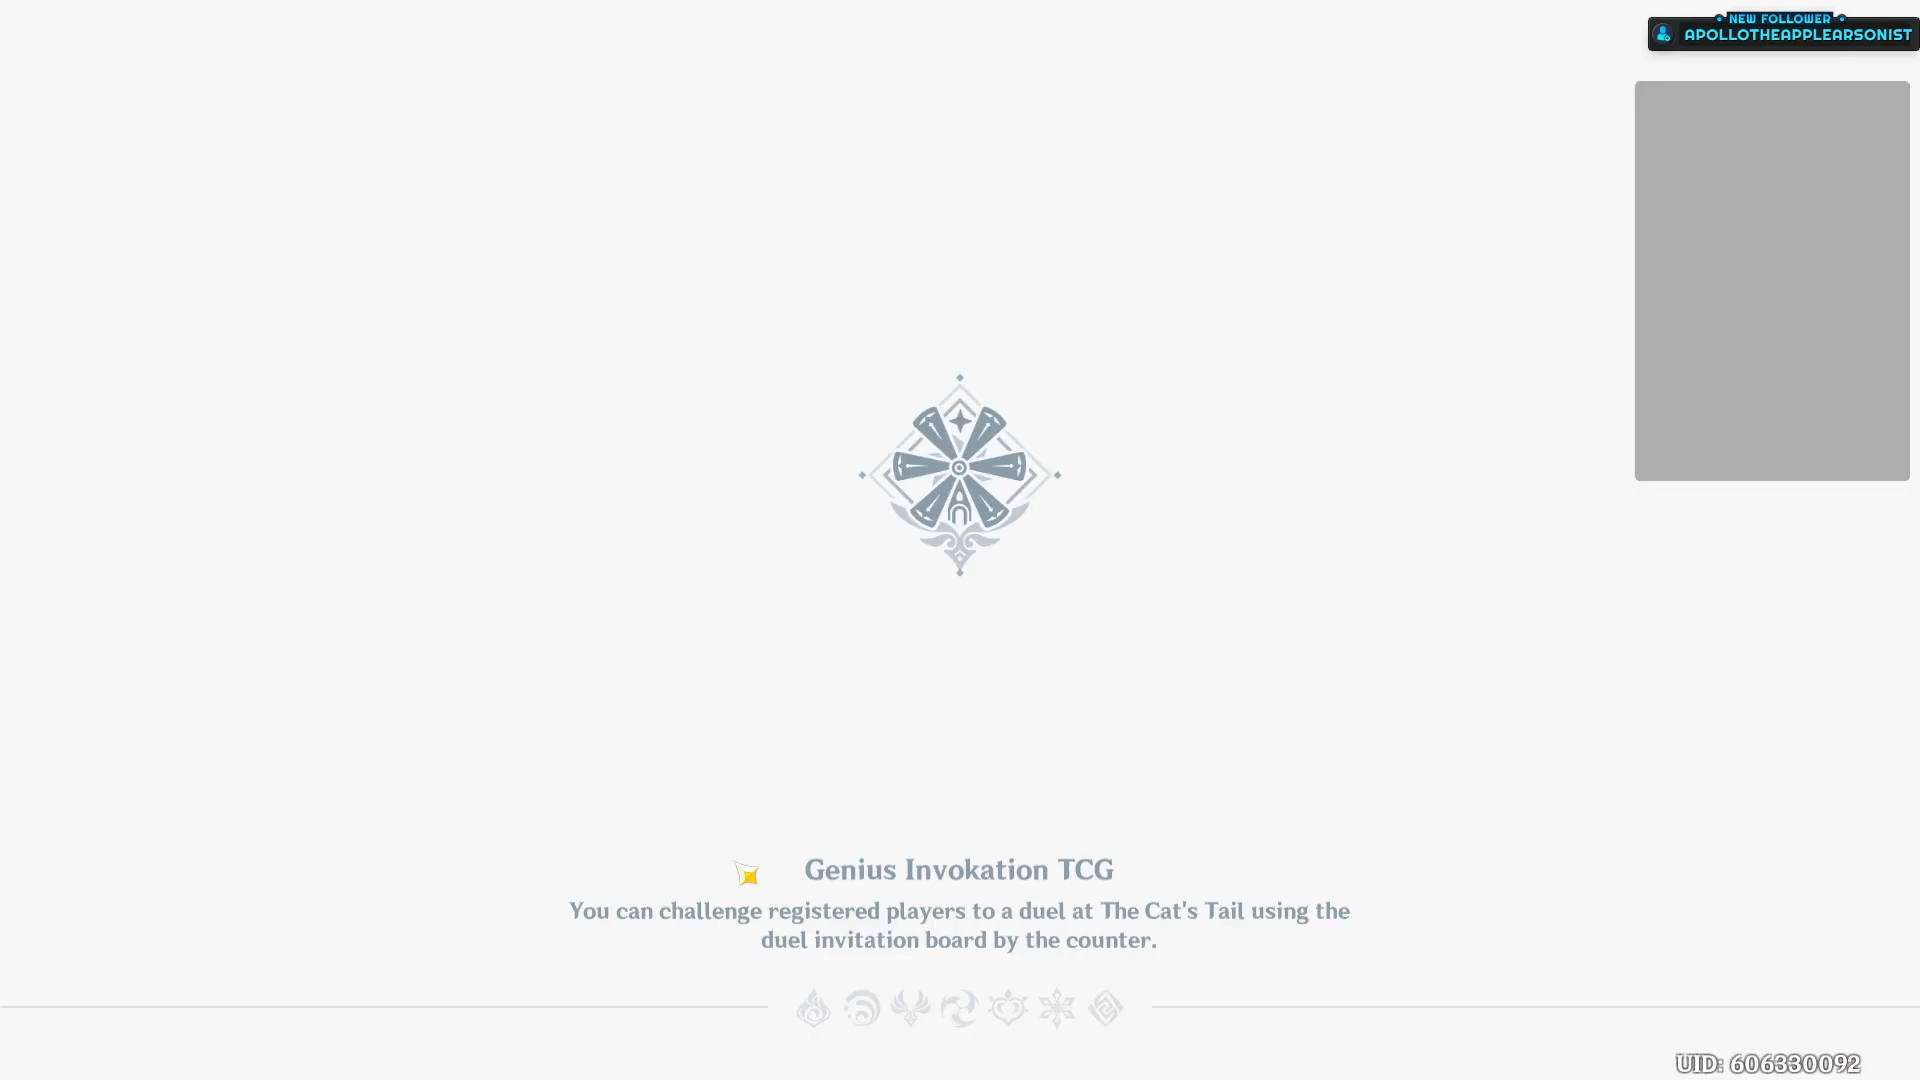 NEW FOLLOWER
APOLLOTHEAPPLEARSONIST
Genius Invokation TCG
You can challenge registered players to a duel at The Cat's Tail using the
duel invitation board by the counter.
UID: 606330092